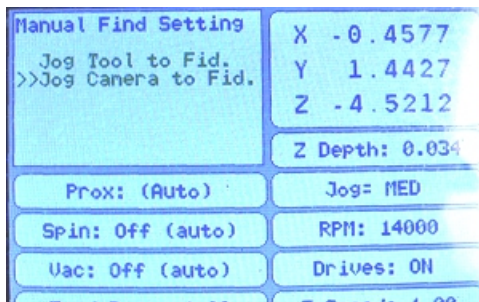 Manual Find Setting
Jog Tool to Fid.
>>Jog Camera to Fid.
X -0.4577
Y 1.4427
Z -4.5212
Z Depth: 0.034
Prox: (Auto)
Jog= MED
Spin: Off (auto)
RPM: 14000
Vac: Off (auto)
Drives: ON